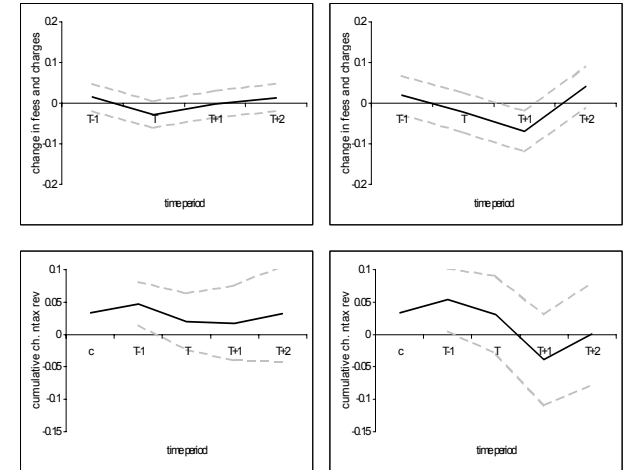 change in fees and charges
0.2
0.1
0
-0.1
-0.2
T-1 T T+1 T+2
time period
change in fees and charges
0.2
0.1
0
-0.1
-0.2
T-1 T T+1 T+2
time period
cumulative ch. ntax rev
0.1
0.05
0
-0.05
-0.1
-0.15
c T-1 T T+1 T+2
time period
cumulative ch. ntax rev
0.1
0.05
0
-0.05
-0.1
-0.15
c T-1 T T+1 T+2
time period